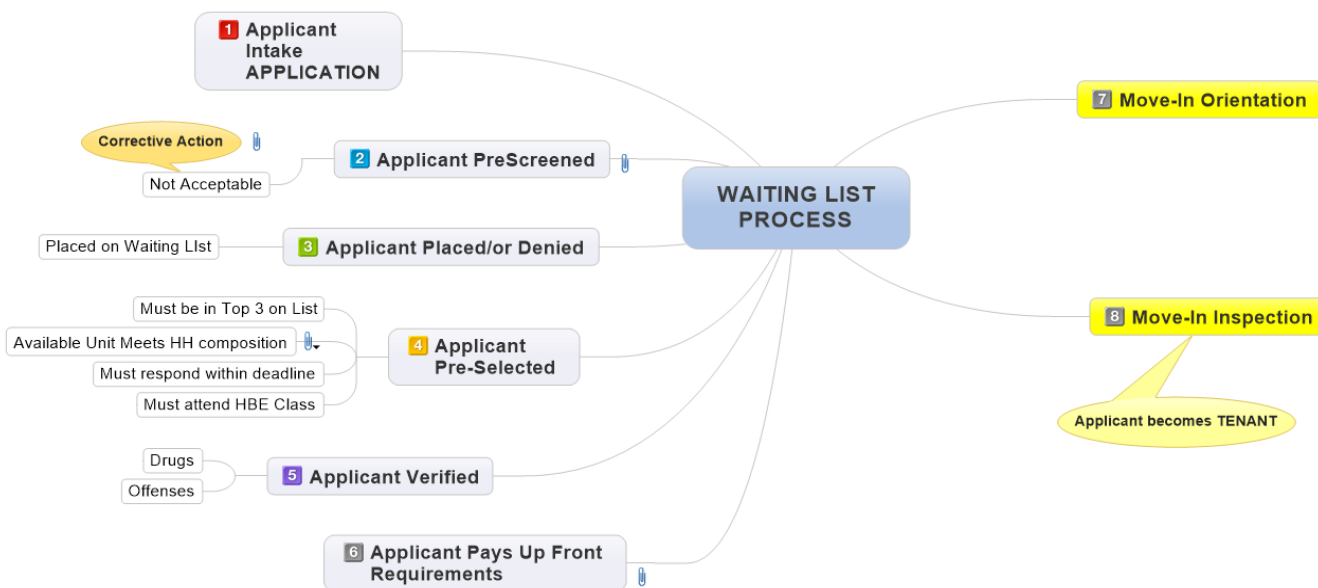 1 Applicant
Intake
APPLICATION
Corrective Action
2 Applicant PreScreened
Not Acceptable
3 Applicant Placed/or Denied
Placed on Waiting LIst
4 Applicant
Pre-Selected
Must be in Top 3 on List
Available Unit Meets HH composition
Must respond within deadline
Must attend HBE Class
5 Applicant Verified
Drugs
Offenses
6 Applicant Pays Up Front
Requirements
WAITING LIST
PROCESS
7 Move-In Orientation
8 Move-In Inspection
Applicant becomes TENANT